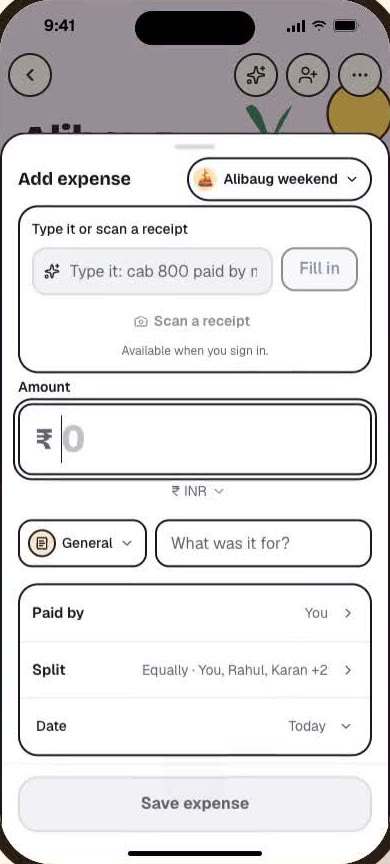 9:41
Add expense
Alibaug weekend
Type it or scan a receipt
Type it: cab 800 paid by
Fill in
Scan a receipt
Available when you sign in.
Amount
₹ 0
₹ INR
General
What was it for?
Paid by
You
Split
Equally · You, Rahul, Karan +2
Date
Today
Save expense